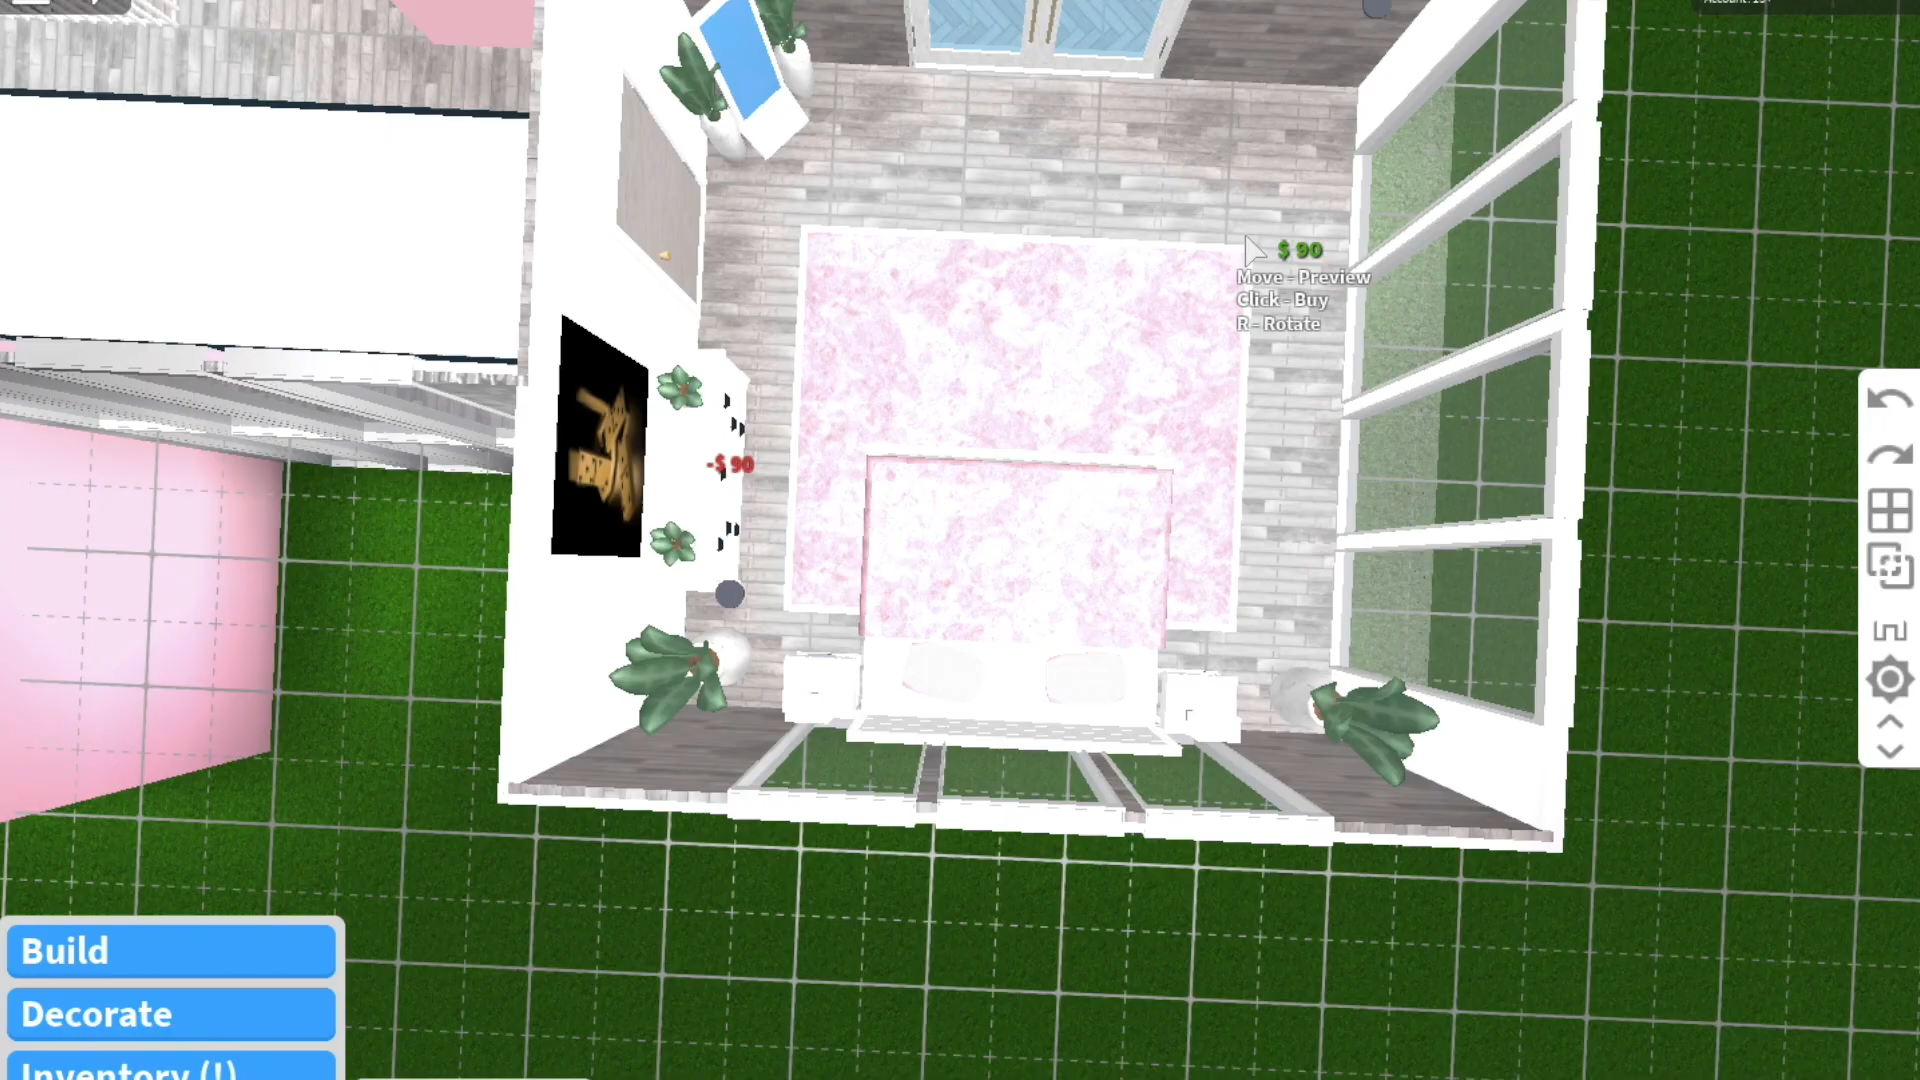 $ 90
Move - Preview
Click - Buy
R - Rotate
-$ 90
Build
Decorate
Inventory (!)